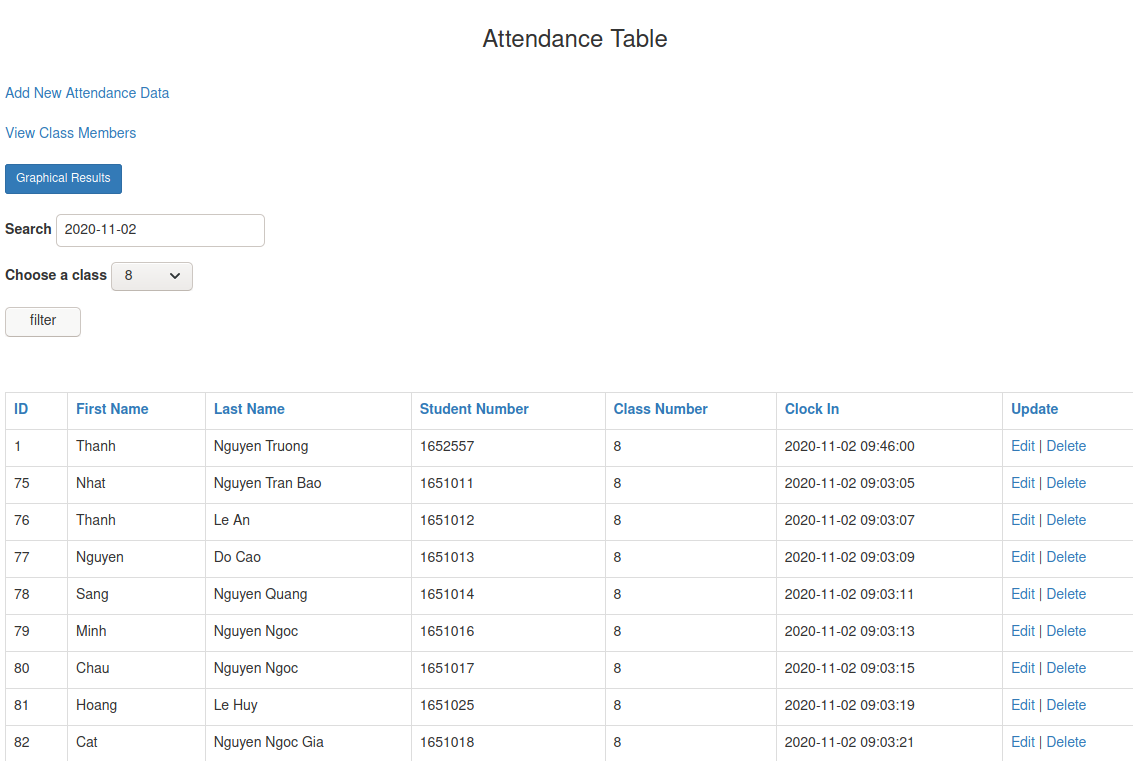 Attendance Table
Add New Attendance Data
View Class Members
Graphical Results
Search 2020-11-02
Choose a class 8
filter
ID First Name Last Name Student Number Class Number Clock In Update
1 Thanh Nguyen Truong 1652557 8 2020-11-02 09:46:00 Edit | Delete
75 Nhat Nguyen Tran Bao 1651011 8 2020-11-02 09:03:05 Edit | Delete
76 Thanh Le An 1651012 8 2020-11-02 09:03:07 Edit | Delete
77 Nguyen Do Cao 1651013 8 2020-11-02 09:03:09 Edit | Delete
78 Sang Nguyen Quang 1651014 8 2020-11-02 09:03:11 Edit | Delete
79 Minh Nguyen Ngoc 1651016 8 2020-11-02 09:03:13 Edit | Delete
80 Chau Nguyen Ngoc 1651017 8 2020-11-02 09:03:15 Edit | Delete
81 Hoang Le Huy 1651025 8 2020-11-02 09:03:19 Edit | Delete
82 Cat Nguyen Ngoc Gia 1651018 8 2020-11-02 09:03:21 Edit | Delete